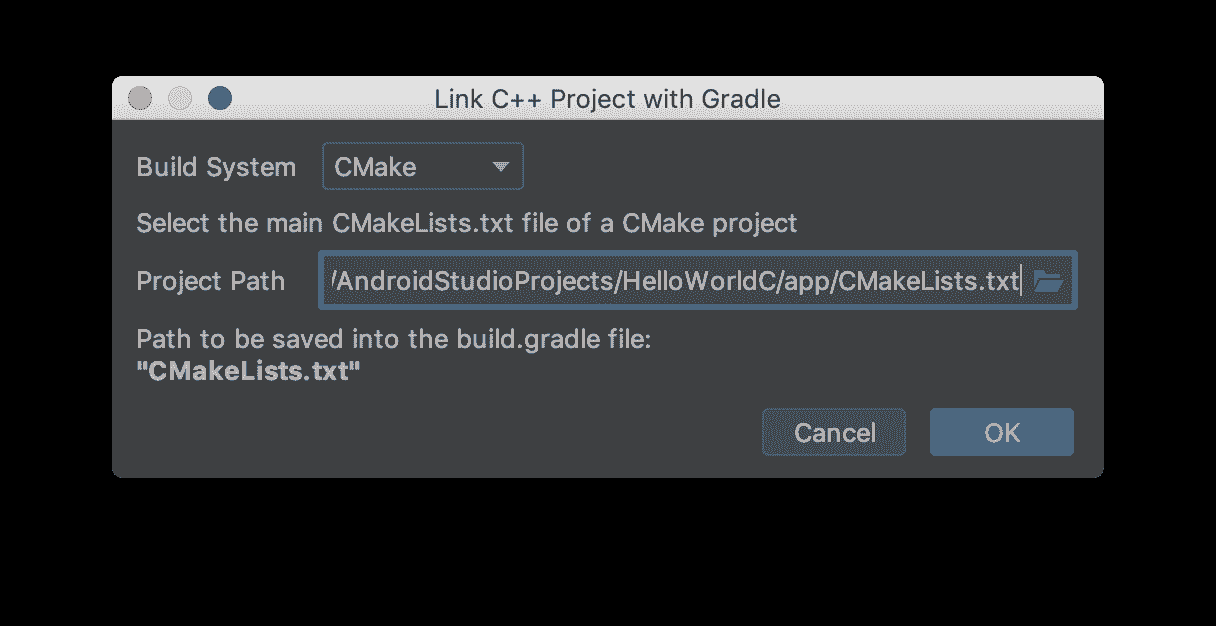 Link C++ Project with Gradle
Build System CMake
Select the main CMakeLists.txt file of a CMake project
Project Path /AndroidStudioProjects/HelloWorldC/app/CMakeLists.txt
Path to be saved into the build.gradle file:
"CMakeLists.txt"
Cancel OK